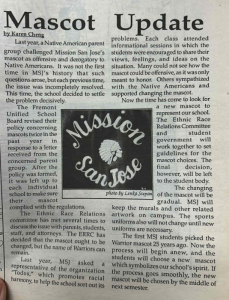 Mascot Update
by Karen Cheng
Last year, a Native American parent
group challenged Mission San Jose's
mascot as offensive and derogatory to
Native Americans. It was not the first
time in MSJ's history that such
questions arose, but each previous time,
the issue was incompletely resolved.
This time, the school decided to settle
the problem decisively.
The Fremont
Unified School
Board revised their
policy concerning
mascots twice in the
past year in
response to a letter
received from the
concerned parent
group. After the
policy was formed,
it was left up to
each individual
school to make sure
their mascot
complied with the regulations.
The Ethnic Race Relations
committee has met several times to
discuss the issue with parents, students,
staff, and attorneys. The ERRC has
decided that the mascot ought to be
changed, but the name of Warriors can
remain.
Last year, MSJ asked a
representative of the organization
"Rocks," which promotes racial
harmony, to help the school sort out its
problems. Each class attended
informational sessions in which the
students were encouraged to share their
views, feelings, and ideas on the
situation. Many could not see how the
mascot could be offensive, as it was only
meant to honor. Others sympathised
with the Native Americans and
supported changing the mascot.
Now the time has come to look for
a new mascot to
represent our school.
The Ethnic Race
Relations Committee
and student
government will
work together to set
guidelines for the
mascot choices. The
final decision,
however, will be left
to the student body.
The changing
of the mascot will be
gradual. MSJ will
keep the murals and other related
artwork on campus. The sports
uniforms also will not change until new
uniforms are necessary.
The first MSJ students picked the
Warrior mascot 25 years ago. Now the
process will begin anew, and the
students will choose a new mascot
which symbolizes our school's spirit. If
the process goes smoothly, the new
mascot will be chosen by the middle of
next semester.
Mission
San Jose
photo by